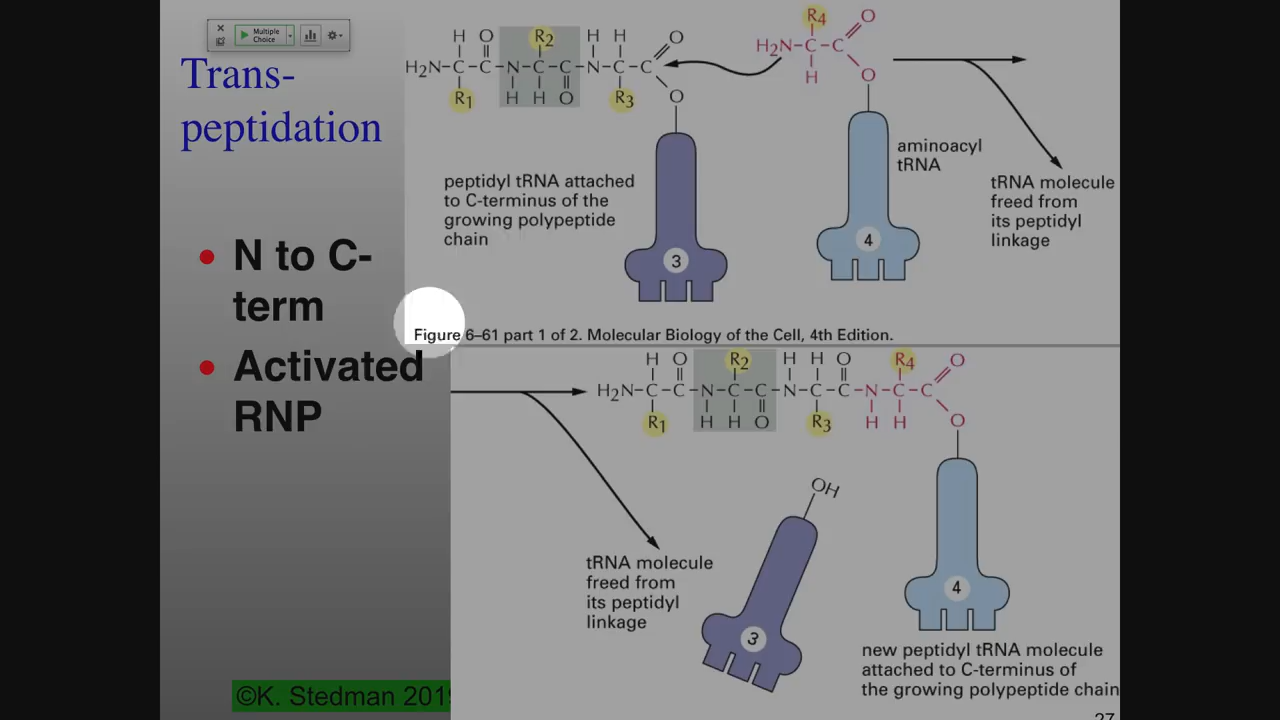 Multiple
Choice
Trans-
peptidation
N to C-
term
Activated
RNP
©K. Stedman 2019
H O R2 H H O
H2N C C N C C N C C
R1 H H O R3 O
peptidyl tRNA attached
to C-terminus of the
growing polypeptide
chain
3
R4 O
H2N C C
H O
aminoacyl
tRNA
4
tRNA molecule
freed from
its peptidyl
linkage
Figure 6–61 part 1 of 2. Molecular Biology of the Cell, 4th Edition.
H O R2 H H O R4 O
H2N C C N C C N C C N C C
R1 H H O R3 H H O
OH
tRNA molecule
freed from
its peptidyl
linkage
3
4
new peptidyl tRNA molecule
attached to C-terminus of
the growing polypeptide chain
27